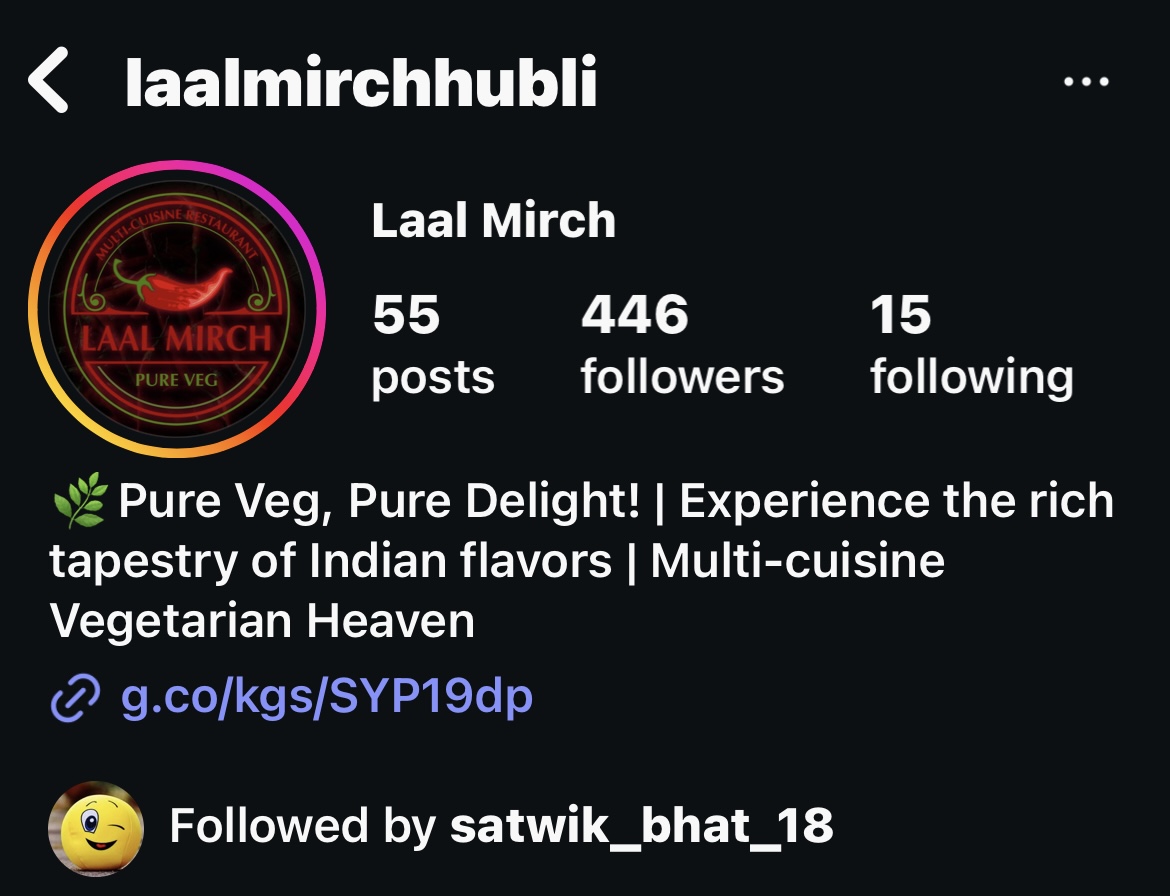 laalmirchhubli
MULTI-CUISINE RESTAURANT
LAAL MIRCH
PURE VEG
Laal Mirch
55 446 15
posts followers following
🌿 Pure Veg, Pure Delight! | Experience the rich
tapestry of Indian flavors | Multi-cuisine
Vegetarian Heaven
g.co/kgs/SYP19dp
Followed by satwik_bhat_18